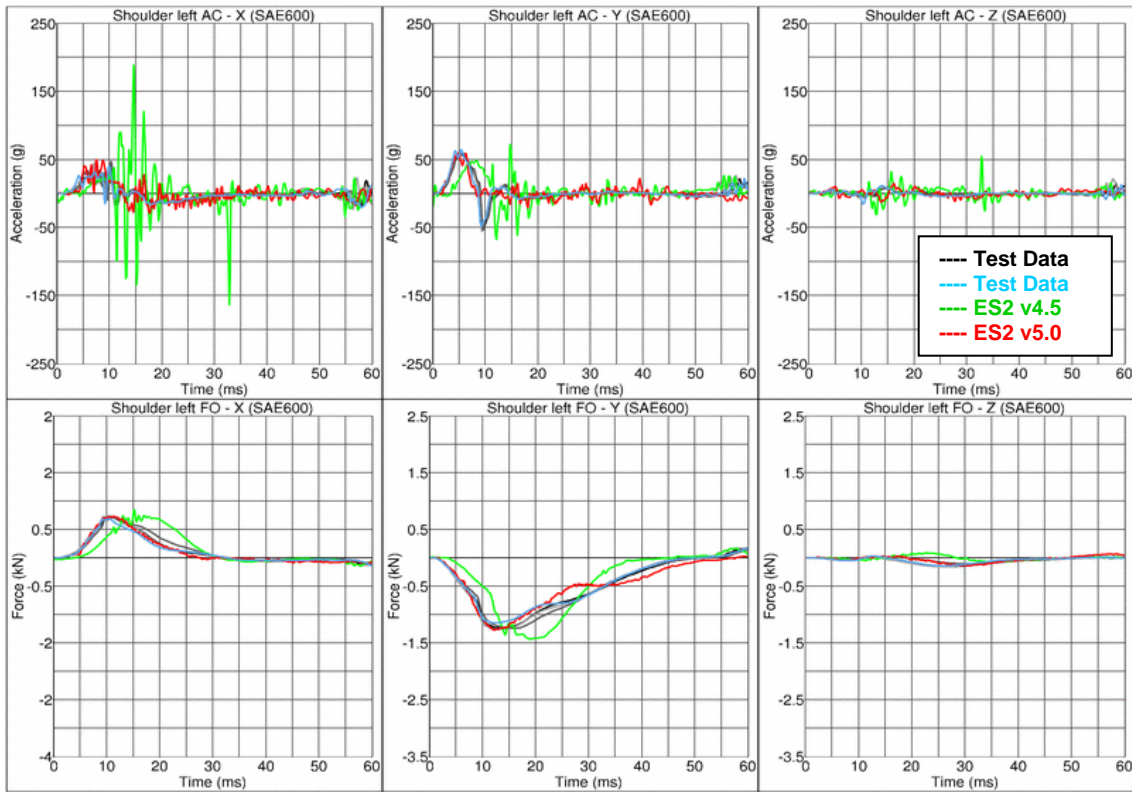 Shoulder left AC - X (SAE600)
250
150
50
-50
-150
-250
Acceleration (g)
0 10 20 30 40 50 60
Time (ms)
Shoulder left AC - Y (SAE600)
250
150
50
-50
-150
-250
Acceleration (g)
0 10 20 30 40 50 60
Time (ms)
Shoulder left AC - Z (SAE600)
250
150
50
-50
-150
-250
Acceleration (g)
0 10 20 30 40 50 60
Time (ms)
---- Test Data
---- Test Data
---- ES2 v4.5
---- ES2 v5.0
Shoulder left FO - X (SAE600)
2
2
0.5
-0.5
-2
-2
-4
Force (kN)
0 10 20 30 40 50 60
Time (ms)
Shoulder left FO - Y (SAE600)
2.5
1.5
0.5
-0.5
-1.5
-2.5
-3.5
Force (kN)
0 10 20 30 40 50 60
Time (ms)
Shoulder left FO - Z (SAE600)
2.5
1.5
0.5
-0.5
-1.5
-2.5
-3.5
Force (kN)
0 10 20 30 40 50 60
Time (ms)